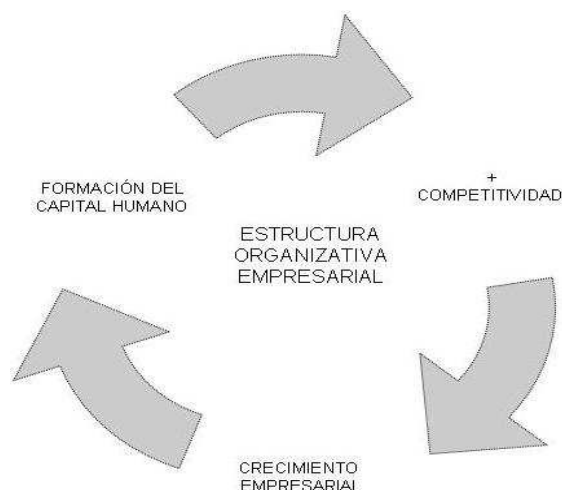 FORMACIÓN DEL
CAPITAL HUMANO
+
COMPETITIVIDAD
ESTRUCTURA
ORGANIZATIVA
EMPRESARIAL
CRECIMIENTO
EMPRESARIAL